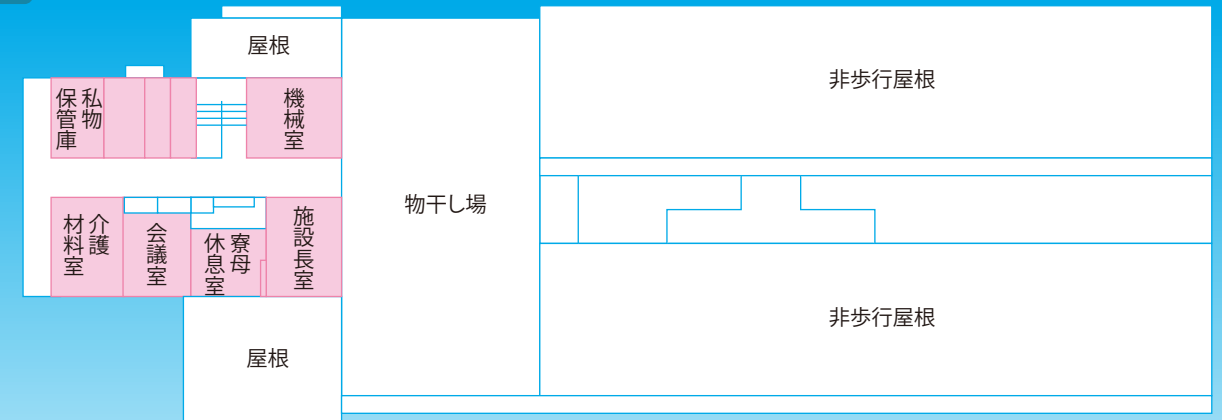 屋根
非歩行屋根
私物
保管庫
機械室
物干し場
介護
材料室
会議室
寮母
休息室
施設長室
非歩行屋根
屋根